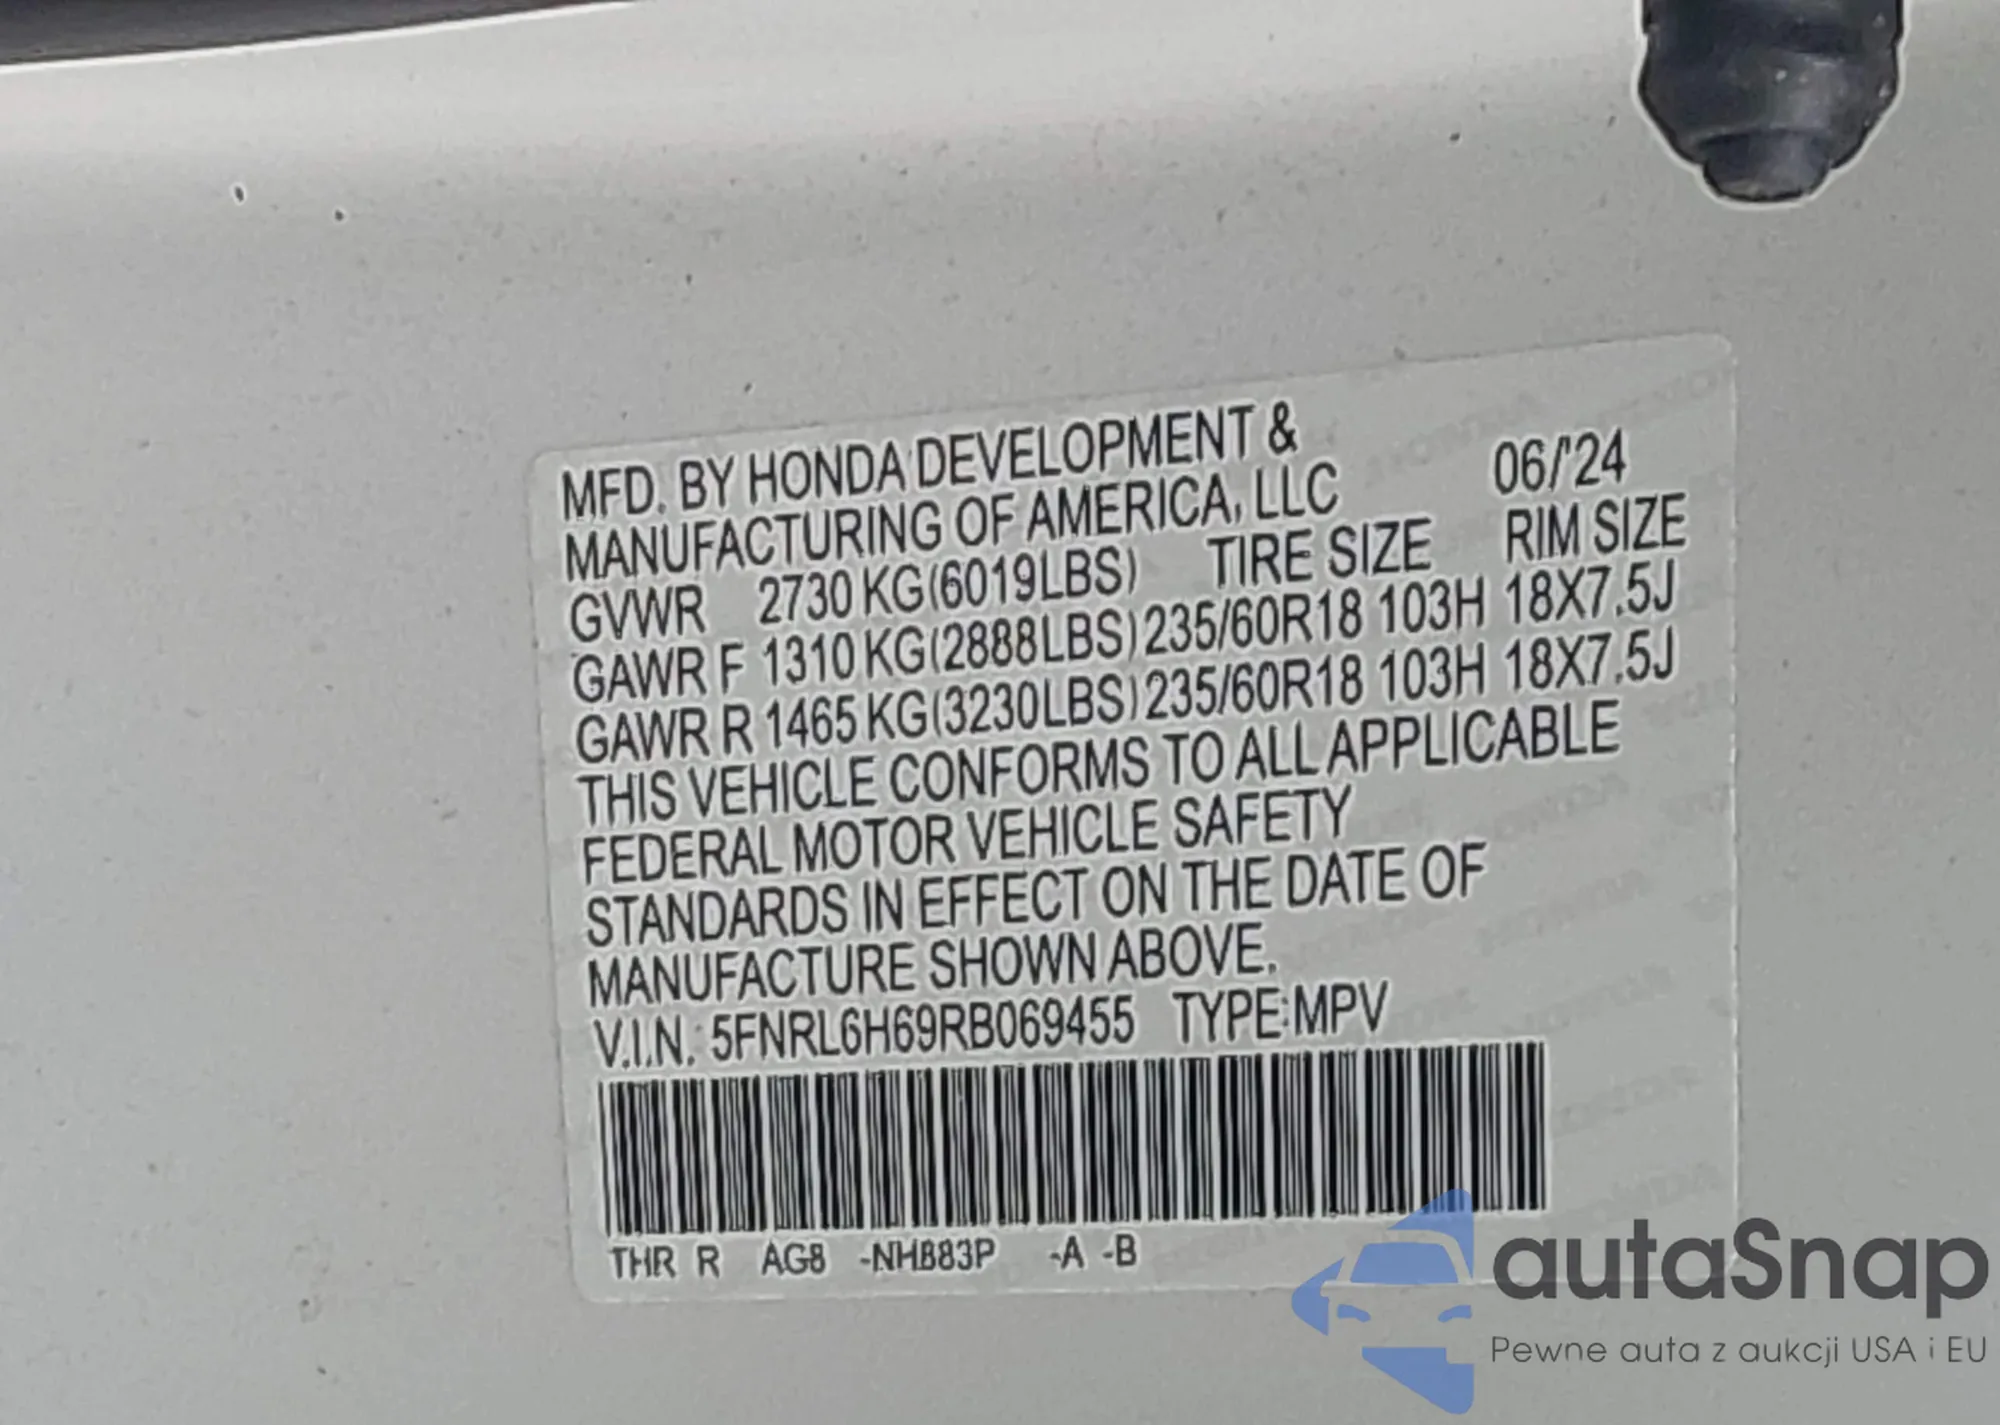 MFD. BY HONDA DEVELOPMENT &
MANUFACTURING OF AMERICA, LLC 06/'24
GVWR 2730 KG(6019LBS) TIRE SIZE RIM SIZE
GAWR F 1310 KG(2888LBS) 235/60R18 103H 18X7.5J
GAWR R 1465 KG(3230LBS) 235/60R18 103H 18X7.5J
THIS VEHICLE CONFORMS TO ALL APPLICABLE
FEDERAL MOTOR VEHICLE SAFETY
STANDARDS IN EFFECT ON THE DATE OF
MANUFACTURE SHOWN ABOVE.
V.I.N.: 5FNRL6H69RB069455 TYPE:MPV
THR R AG8 -NH883P -A -B
autaSnap
Pewne auta z aukcji USA i EU